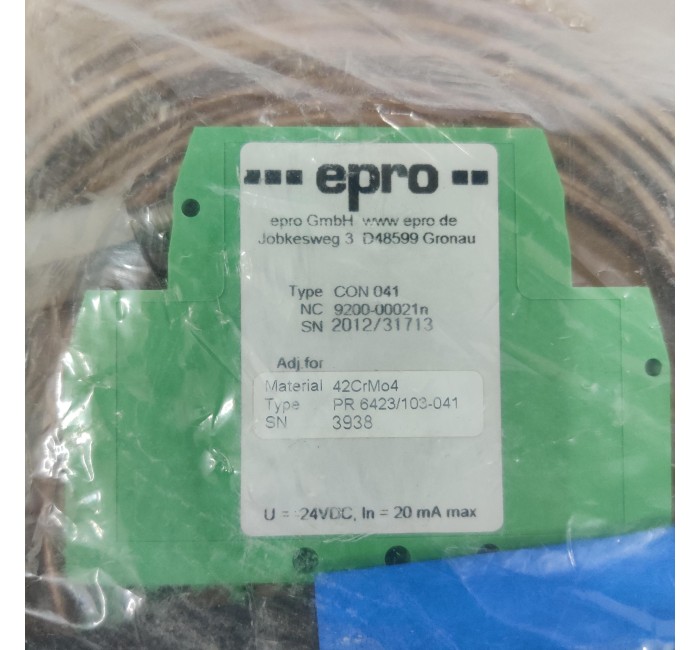 epro
epro GmbH www epro de
Jobkesweg 3 D48599 Gronau
Type CON 041
NC 9200-00021n
SN 2012/31713
Adj.for
Material 42CrMo4
Type PR 6423/103-041
SN 3938
U = -24VDC, In = 20 mA max